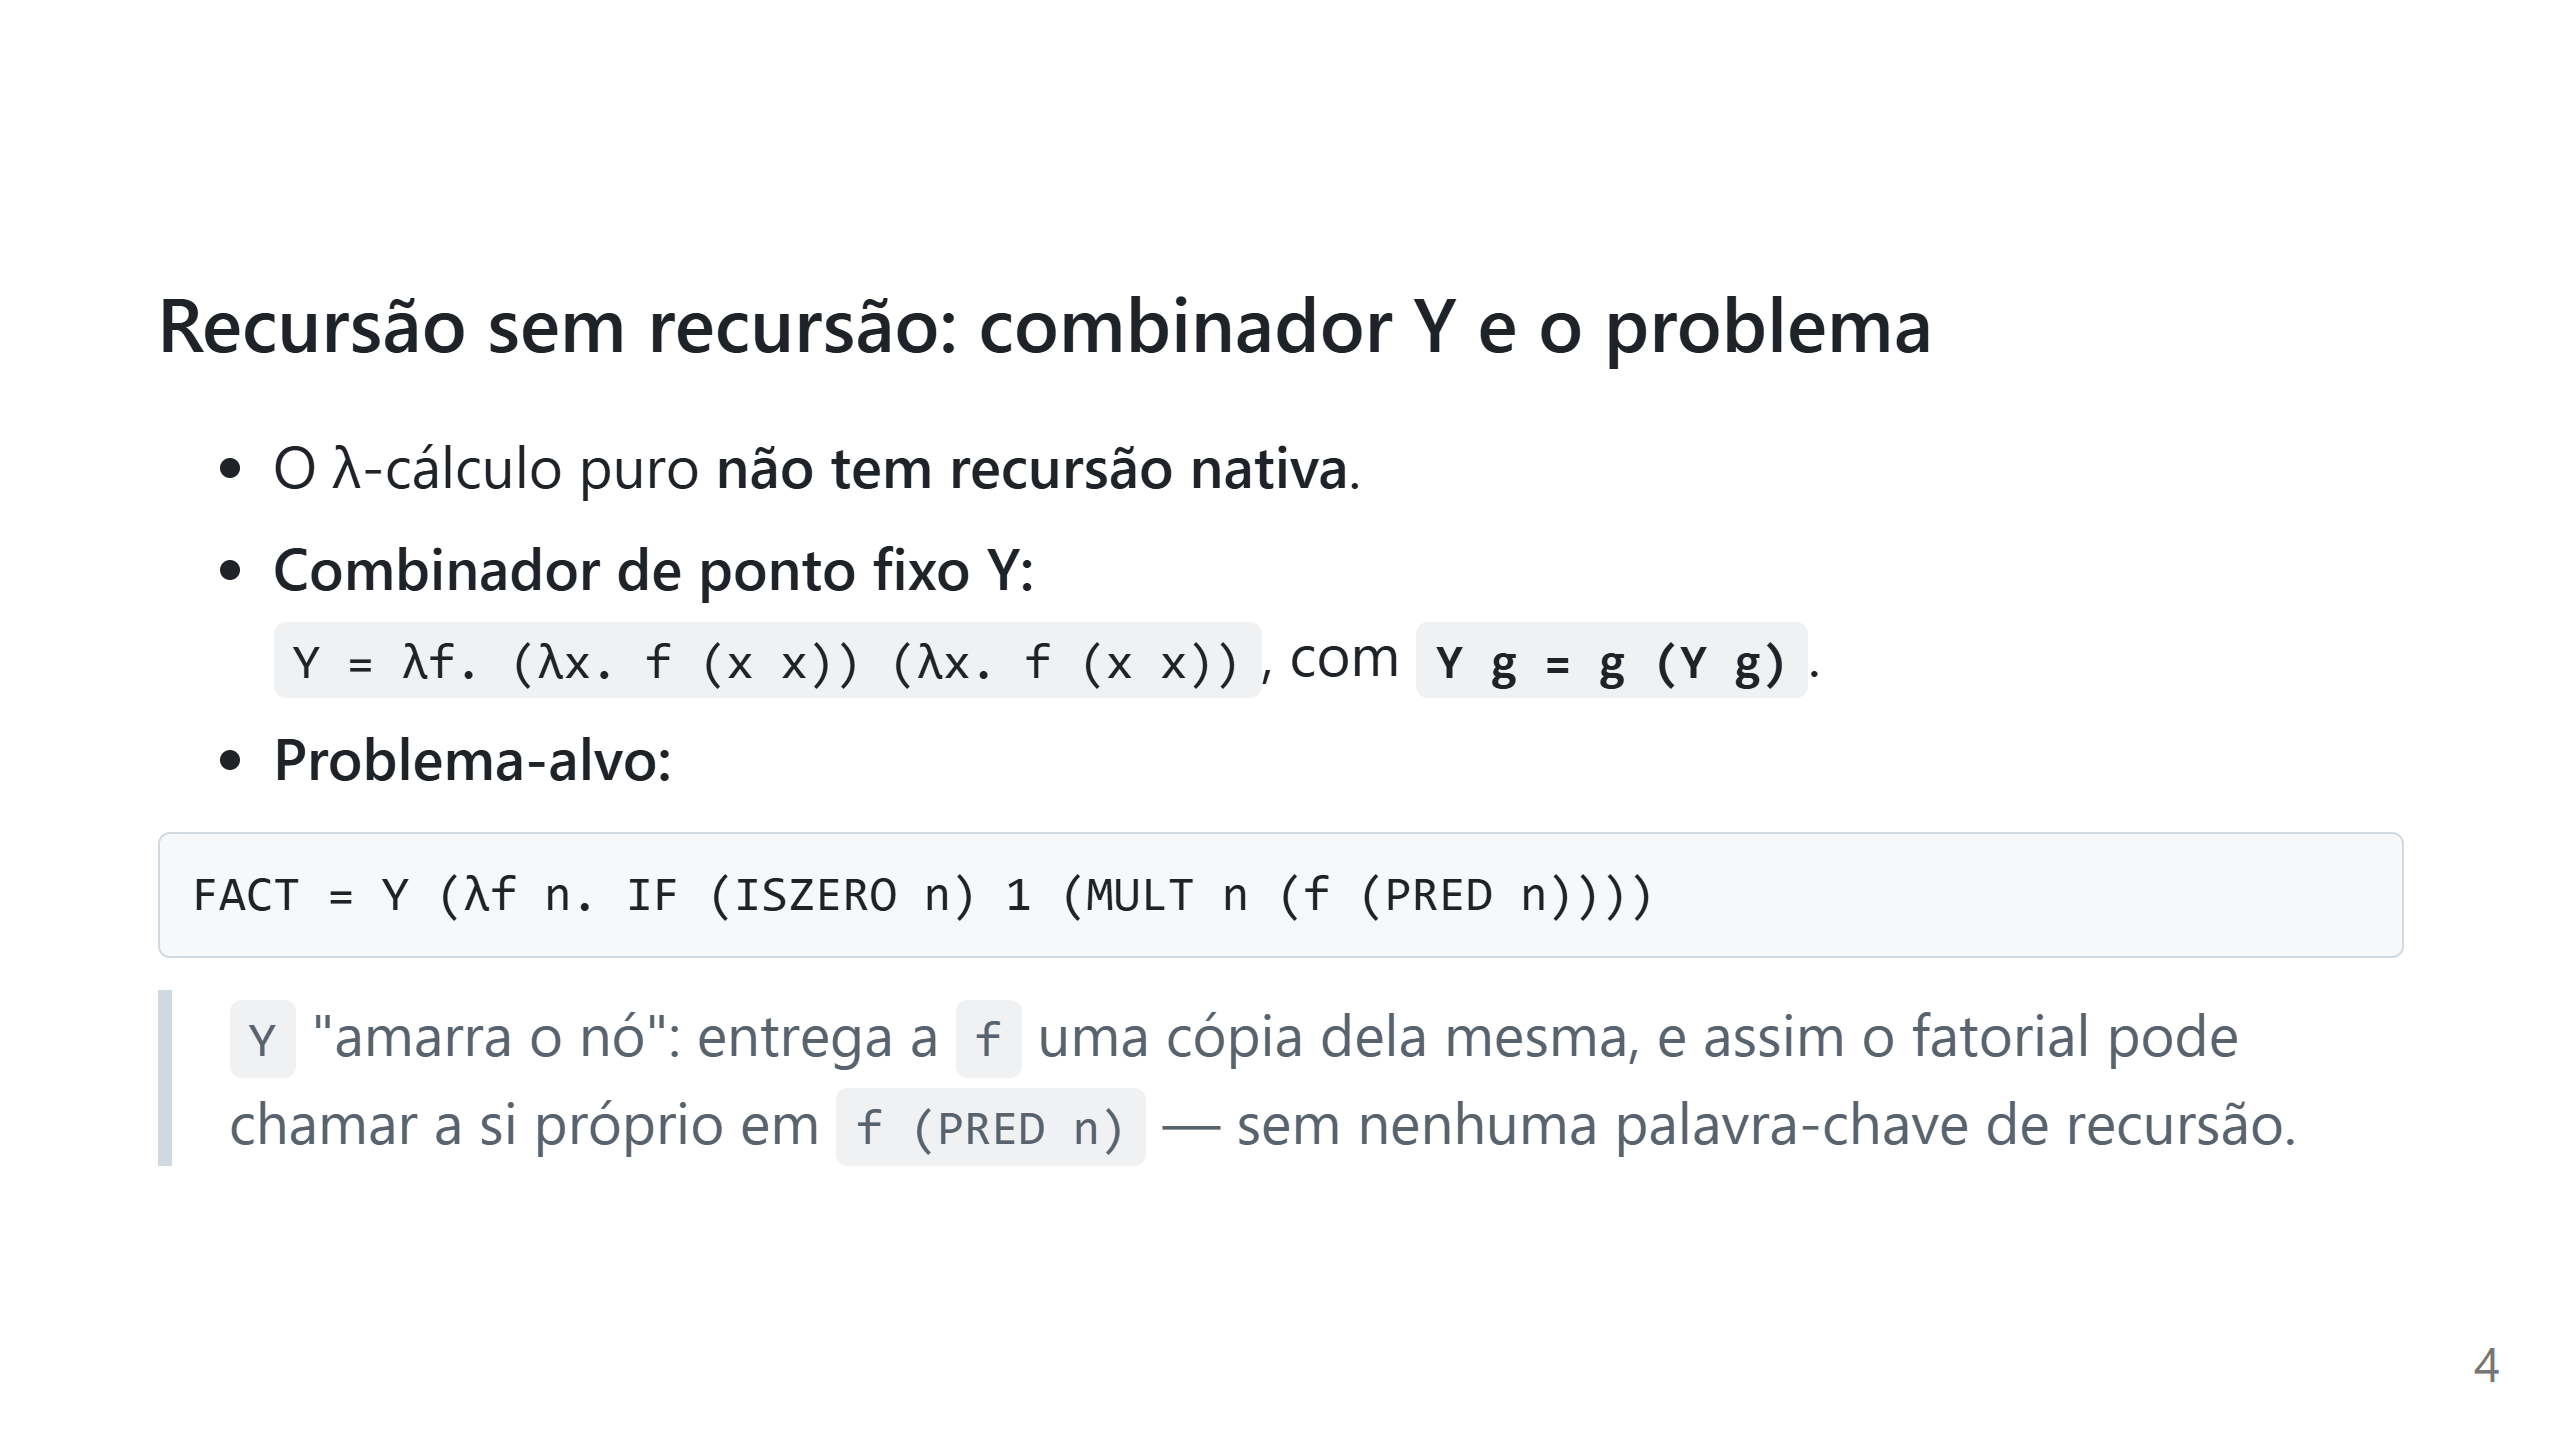 Recursão sem recursão: combinador Y e o problema
• O λ-cálculo puro não tem recursão nativa.
• Combinador de ponto fixo Y:
Y = λf. (λx. f (x x)) (λx. f (x x)) , com Y g = g (Y g) .
• Problema-alvo:
FACT = Y (λf n. IF (ISZERO n) 1 (MULT n (f (PRED n))))
Y "amarra o nó": entrega a f uma cópia dela mesma, e assim o fatorial pode
chamar a si próprio em f (PRED n) — sem nenhuma palavra-chave de recursão.
4